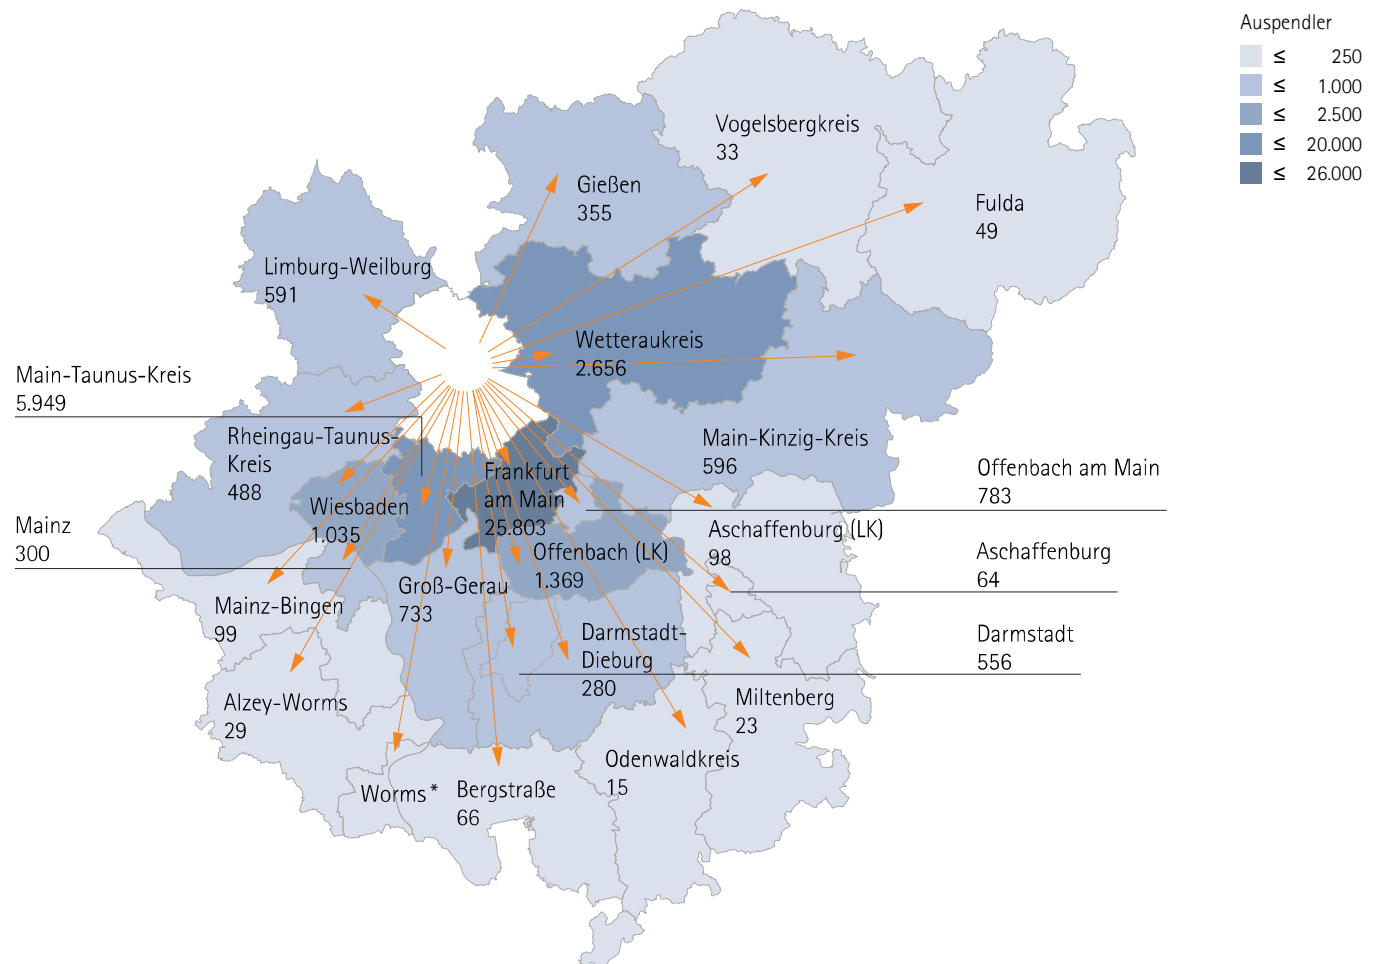 Auspendler
≤ 250
≤ 1.000
≤ 2.500
≤ 20.000
≤ 26.000
Vogelsbergkreis
33
Gießen
355
Fulda
49
Limburg-Weilburg
591
Wetteraukreis
2.656
Main-Taunus-Kreis
5.949
Rheingau-Taunus-
Kreis
488
Main-Kinzig-Kreis
596
Frankfurt
am Main
25.803
Offenbach am Main
783
Wiesbaden
1.035
Mainz
300
Aschaffenburg (LK)
98
Offenbach (LK)
1.369
Aschaffenburg
64
Groß-Gerau
733
Mainz-Bingen
99
Darmstadt-
Dieburg
280
Darmstadt
556
Alzey-Worms
29
Miltenberg
23
Odenwaldkreis
15
Worms *
Bergstraße
66